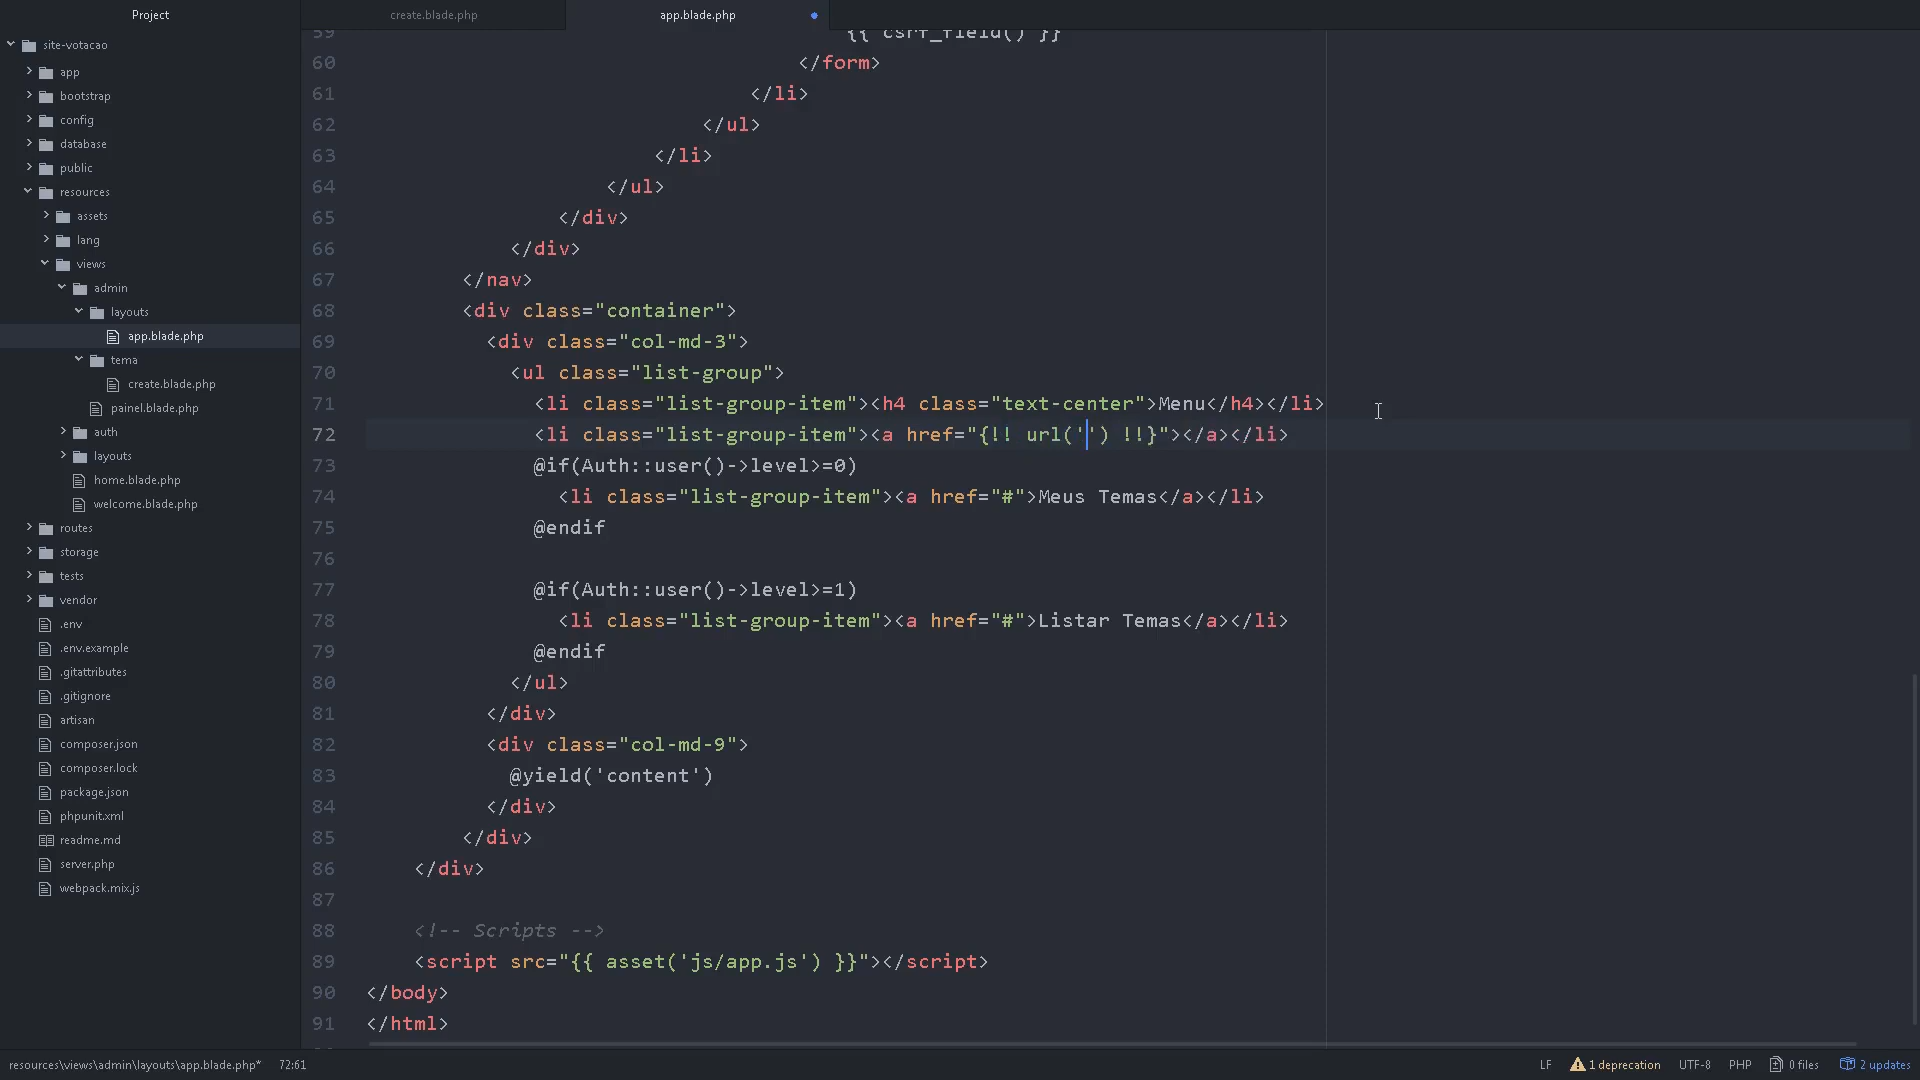 Project
create.blade.php
app.blade.php
site-votacao
app
bootstrap
config
database
public
resources
assets
lang
views
admin
layouts
app.blade.php
tema
create.blade.php
painel.blade.php
auth
layouts
home.blade.php
welcome.blade.php
routes
storage
tests
vendor
.env
.env.example
.gitattributes
.gitignore
artisan
composer.json
composer.lock
package.json
phpunit.xml
readme.md
server.php
webpack.mix.js
59 {{ csrf_field() }}
60 </form>
61 </li>
62 </ul>
63 </li>
64 </ul>
65 </div>
66 </div>
67 </nav>
68 <div class="container">
69 <div class="col-md-3">
70 <ul class="list-group">
71 <li class="list-group-item"><h4 class="text-center">Menu</h4></li>
72 <li class="list-group-item"><a href="{!! url('') !!}"></a></li>
73 @if(Auth::user()->level>=0)
74 <li class="list-group-item"><a href="#">Meus Temas</a></li>
75 @endif
76
77 @if(Auth::user()->level>=1)
78 <li class="list-group-item"><a href="#">Listar Temas</a></li>
79 @endif
80 </ul>
81 </div>
82 <div class="col-md-9">
83 @yield('content')
84 </div>
85 </div>
86 </div>
87
88 <!-- Scripts -->
89 <script src="{{ asset('js/app.js') }}"></script>
90 </body>
91 </html>
resources\views\admin\layouts\app.blade.php* 72:61 LF 1 deprecation UTF-8 PHP 0 files 2 updates